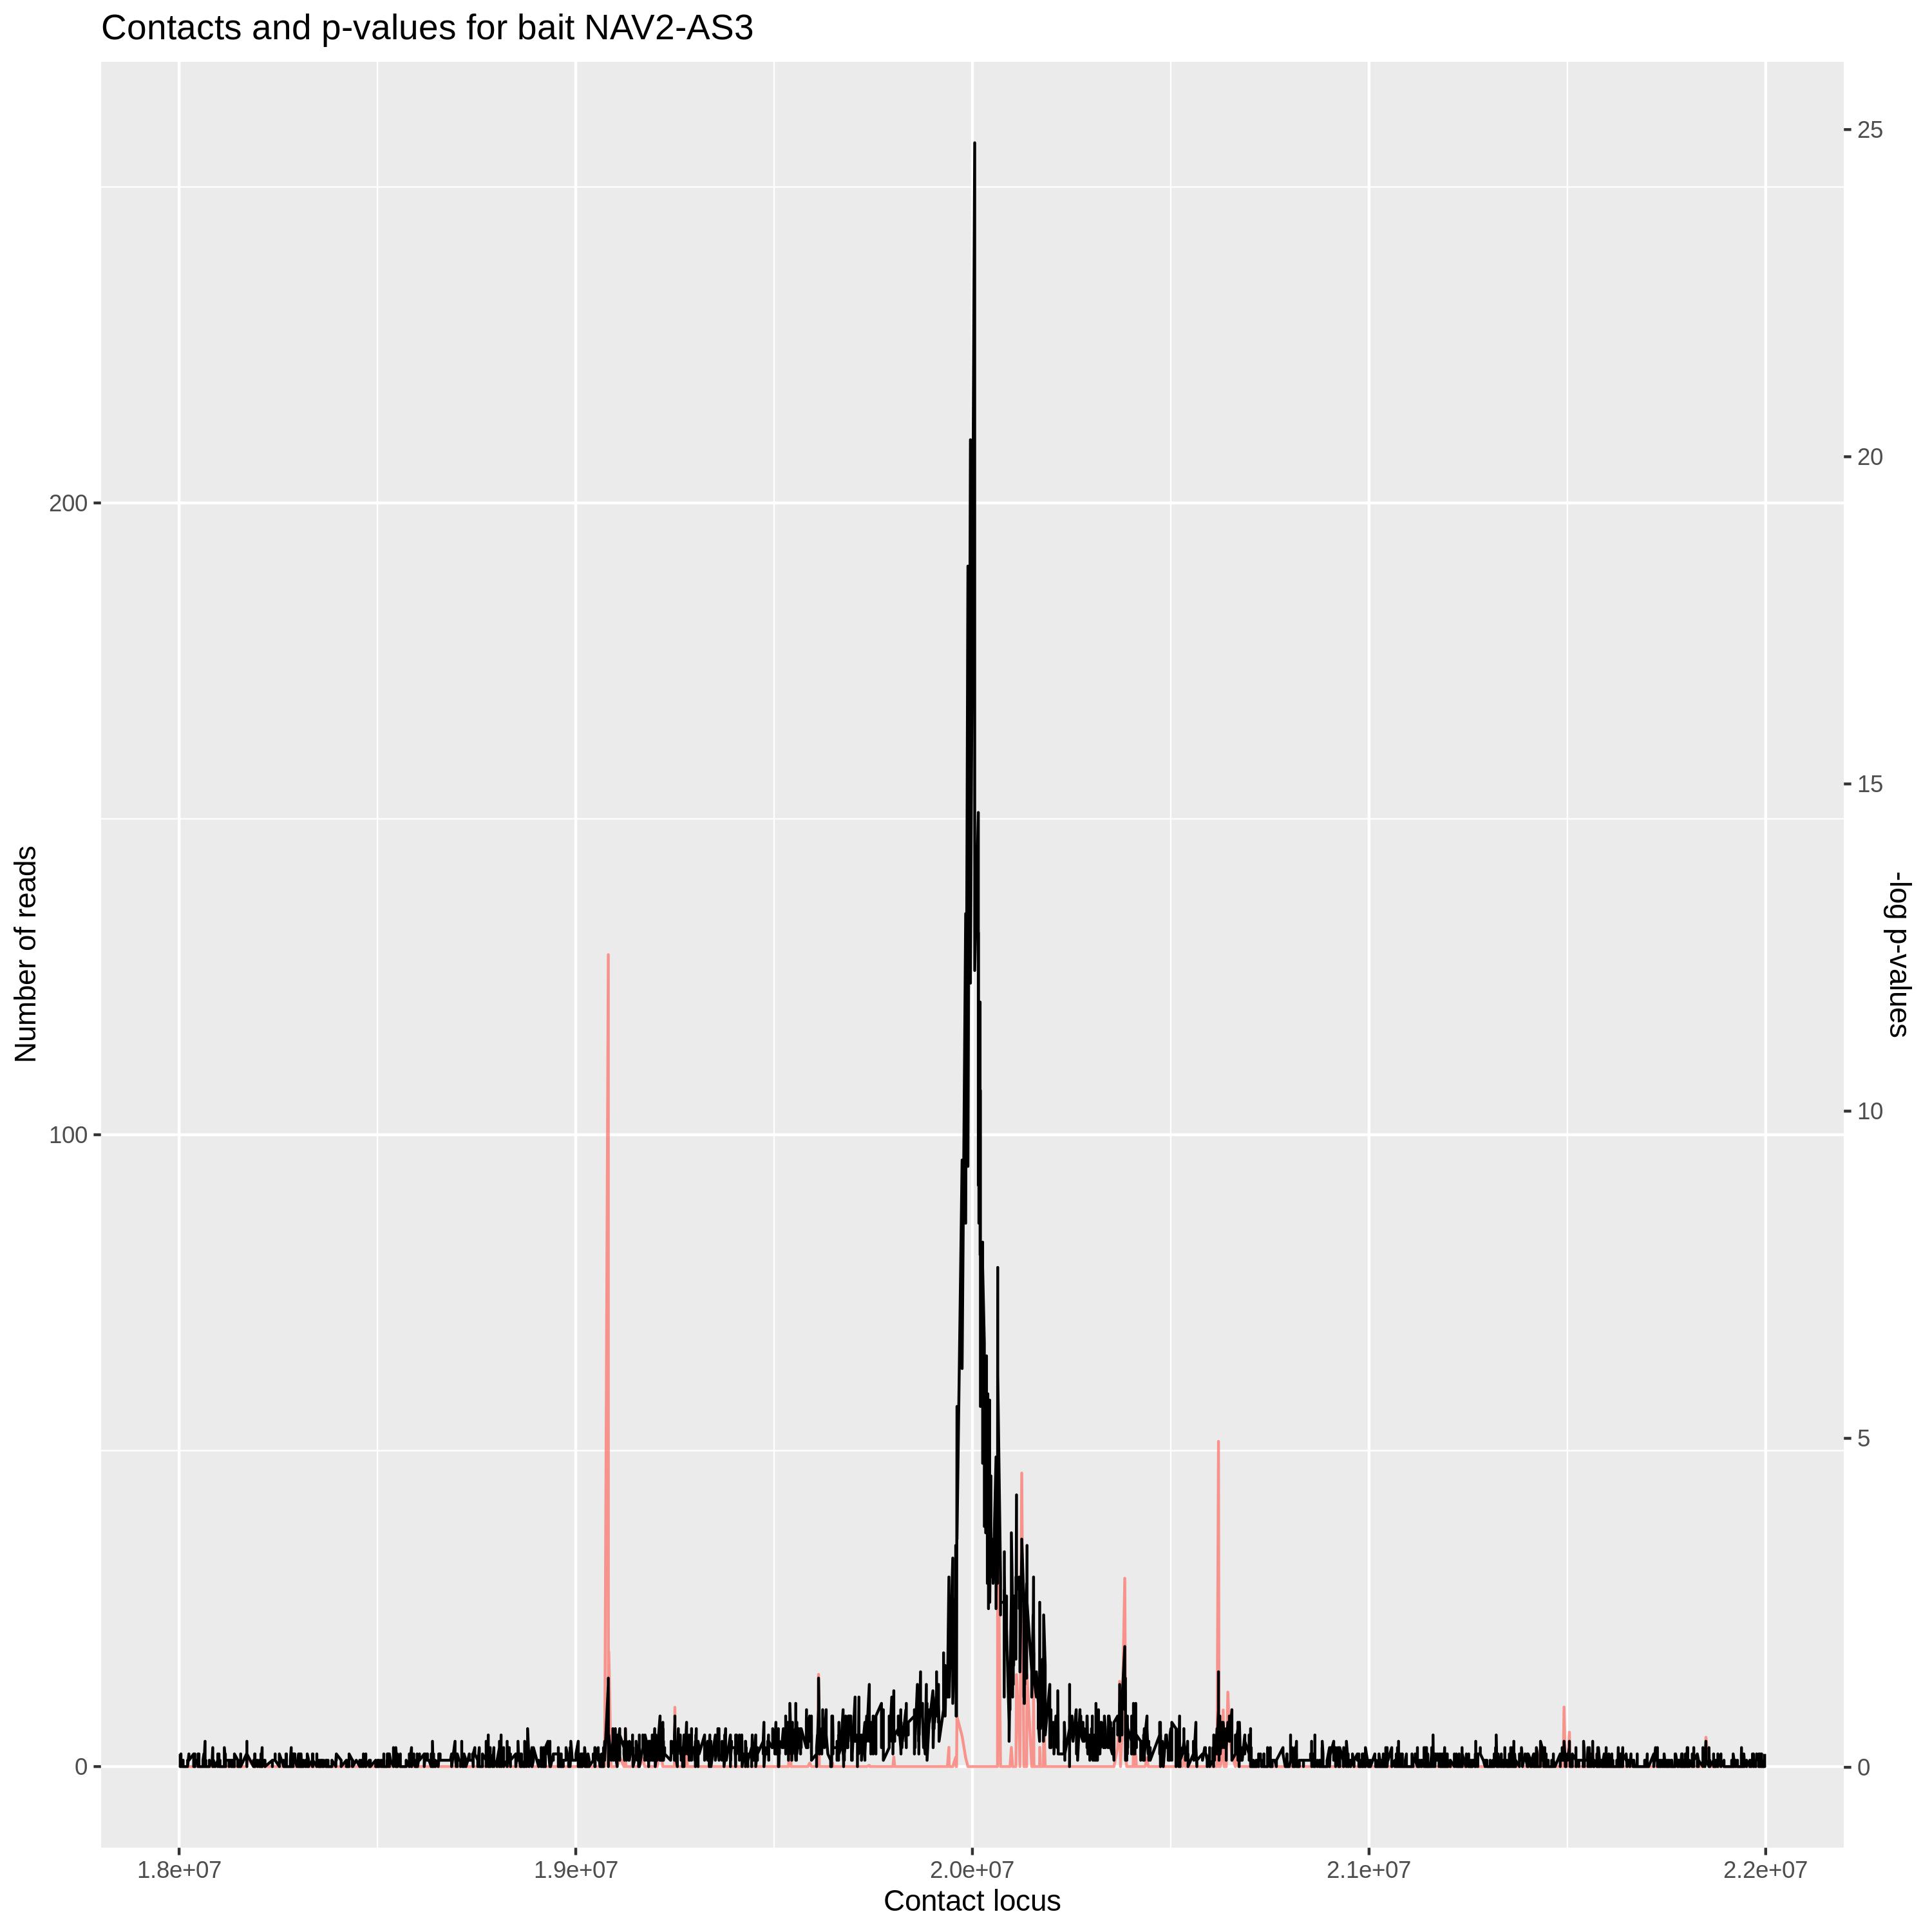 Contacts and p-values for bait NAV2-AS3
25
20
200
15
Number of reads
-log p-values
10
100
5
0
0
1.8e+07
1.9e+07
2.0e+07
2.1e+07
2.2e+07
Contact locus